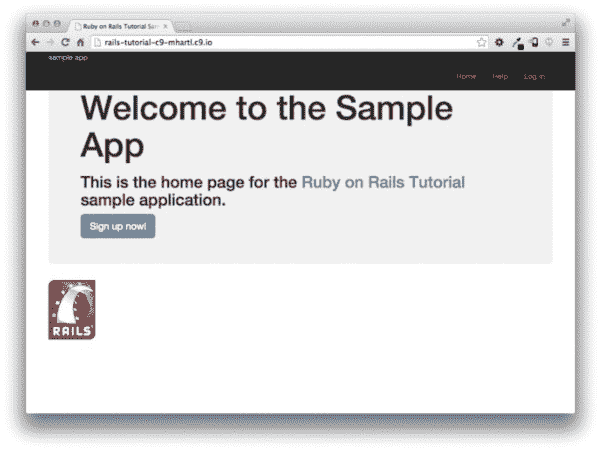 Ruby on Rails Tutorial Sam
rails-tutorial-c9-mhartl.c9.io
sample app
Home Help Log in
Welcome to the Sample
App
This is the home page for the Ruby on Rails Tutorial
sample application.
Sign up now!
RAILS